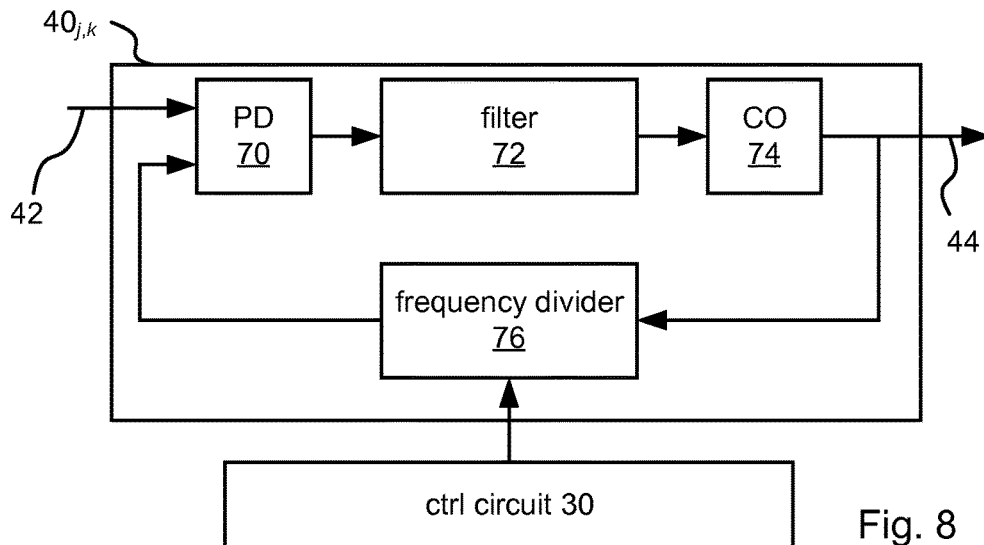 40j,k
PD
70
filter
72
CO
74
42
44
frequency divider
76
ctrl circuit 30
Fig. 8